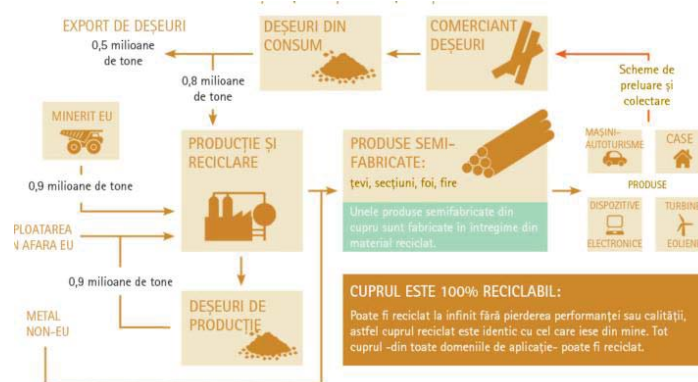 EXPORT DE DEȘEURI
0,5 milioane
de tone
DEȘEURI DIN
CONSUM
COMERCIANT
DEȘEURI
0,8 milioane
de tone
Scheme de
preluare și
colectare
MINERIT EU
0,9 milioane de tone
PRODUCȚIE ȘI
RECICLARE
PRODUSE SEMI-
FABRICATE:
țevi, secțiuni, foi, fire
Unele produse semifabricate din
cupru sunt fabricate in intregime din
material reciclat.
MAȘINI-
AUTOTURISME
CASE
PRODUSE
DISPOZITIVE
ELECTRONICE
TURBINE
EOLIENE
PLOATAREA
N AFARA EU
0,9 milioane de tone
DEȘEURI DE
PRODUCȚIE
METAL
NON-EU
CUPRUL ESTE 100% RECICLABIL:
Poate fi reciclat la infinit fără pierderea performanței sau calității,
astfel cuprul reciclat este identic cu cel care iese din mine. Tot
cuprul -din toate domeniile de aplicație- poate fi reciclat.